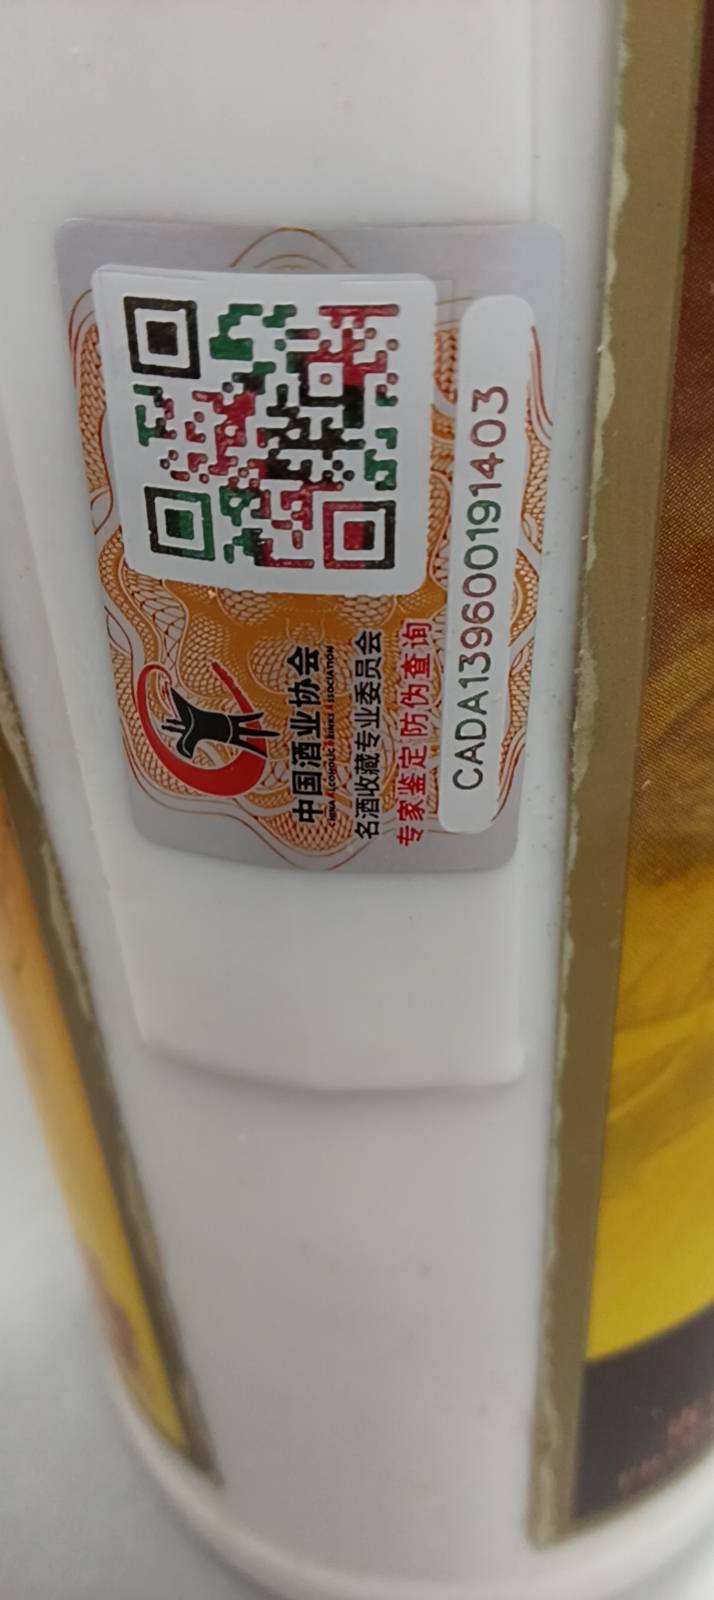 中国酒业协会
CHINA ALCOHOLIC DRINKS ASSOCIATION
名酒收藏专业委员会
专家鉴定 防伪查询
CADA139600191403